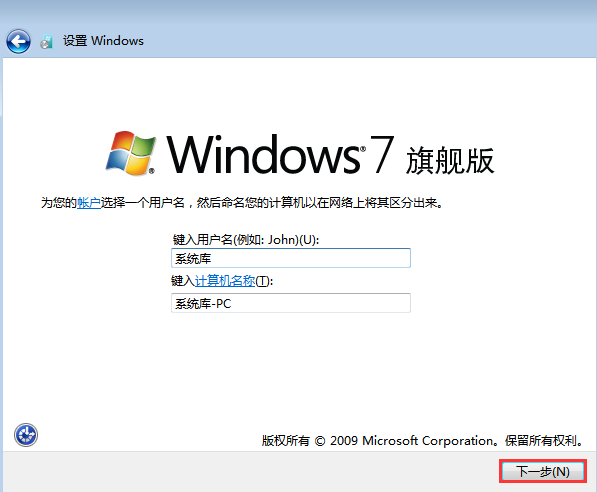 设置 Windows
Windows® 7 旗舰版
为您的帐户选择一个用户名，然后命名您的计算机以在网络上将其区分出来。
键入用户名(例如: John)(U):
系统库
键入计算机名称(T):
系统库-PC
版权所有 © 2009 Microsoft Corporation。保留所有权利。
下一步(N)